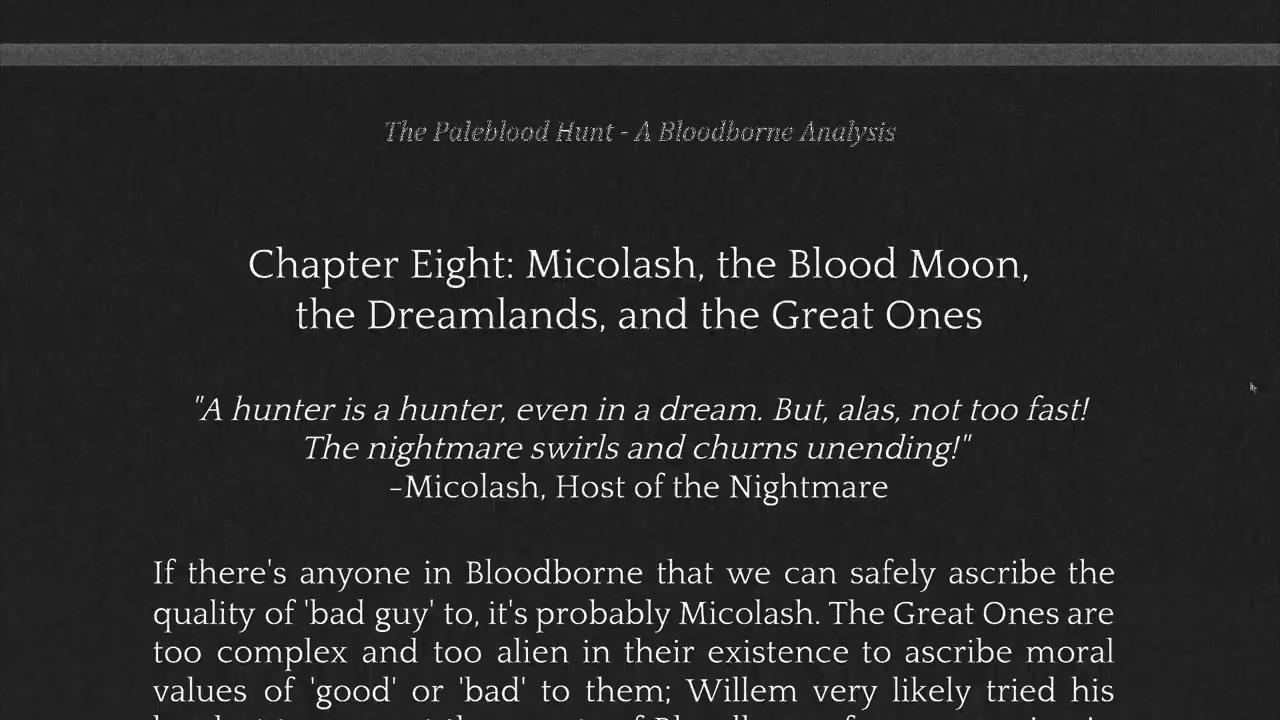 The Paleblood Hunt - A Bloodborne Analysis
Chapter Eight: Micolash, the Blood Moon,
the Dreamlands, and the Great Ones
"A hunter is a hunter, even in a dream. But, alas, not too fast!
The nightmare swirls and churns unending!"
–Micolash, Host of the Nightmare
If there's anyone in Bloodborne that we can safely ascribe the
quality of 'bad guy' to, it's probably Micolash. The Great Ones are
too complex and too alien in their existence to ascribe moral
values of 'good' or 'bad' to them; Willem very likely tried his